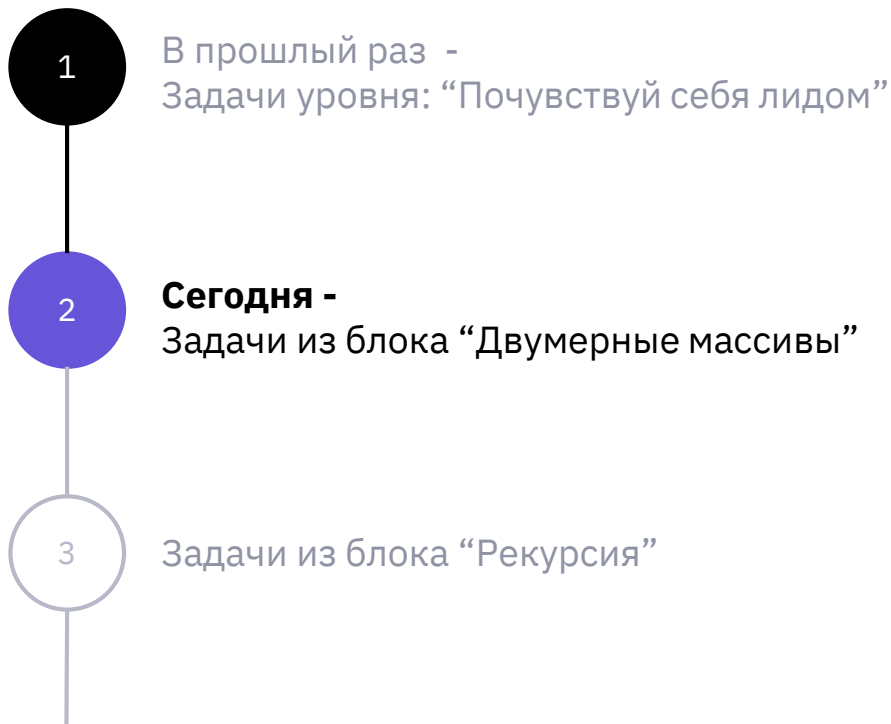 1
В прошлый раз -
Задачи уровня: “Почувствуй себя лидом”
2
Сегодня -
Задачи из блока “Двумерные массивы”
3
Задачи из блока “Рекурсия”